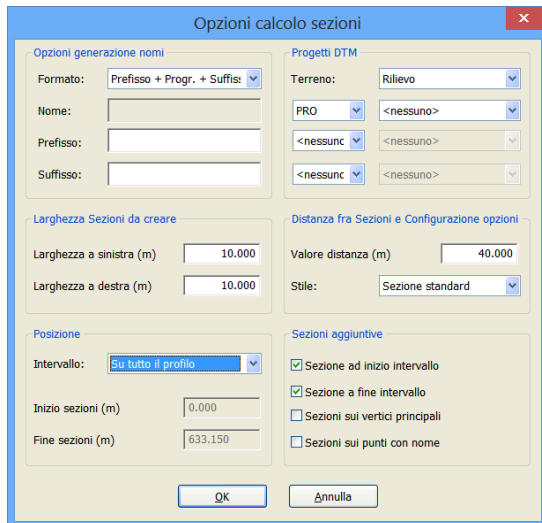 Opzioni calcolo sezioni
x
Opzioni generazione nomi
Formato: Prefisso + Progr. + Suffiss
Nome:
Prefisso:
Suffisso:
Progetti DTM
Terreno: Rilievo
PRO <nessuno>
<nessunc <nessuno>
<nessunc <nessuno>
Larghezza Sezioni da creare
Larghezza a sinistra (m) 10.000
Larghezza a destra (m) 10.000
Distanza fra Sezioni e Configurazione opzioni
Valore distanza (m) 40.000
Stile: Sezione standard
Posizione
Intervallo: Su tutto il profilo
Inizio sezioni (m) 0.000
Fine sezioni (m) 633.150
Sezioni aggiuntive
Sezione ad inizio intervallo
Sezione a fine intervallo
Sezioni sui vertici principali
Sezioni sui punti con nome
OK
Annulla